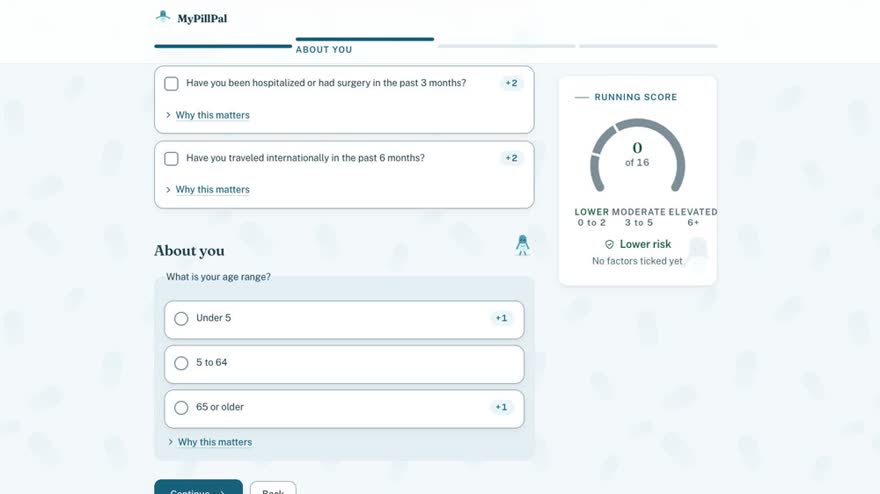 MyPillPal
ABOUT YOU
Have you been hospitalized or had surgery in the past 3 months? +2
Why this matters
Have you traveled internationally in the past 6 months? +2
Why this matters
About you
What is your age range?
Under 5 +1
5 to 64
65 or older +1
Why this matters
Continue →
Back
RUNNING SCORE
0
of 16
LOWER MODERATE ELEVATED
0 to 2 3 to 5 6+
Lower risk
No factors ticked yet